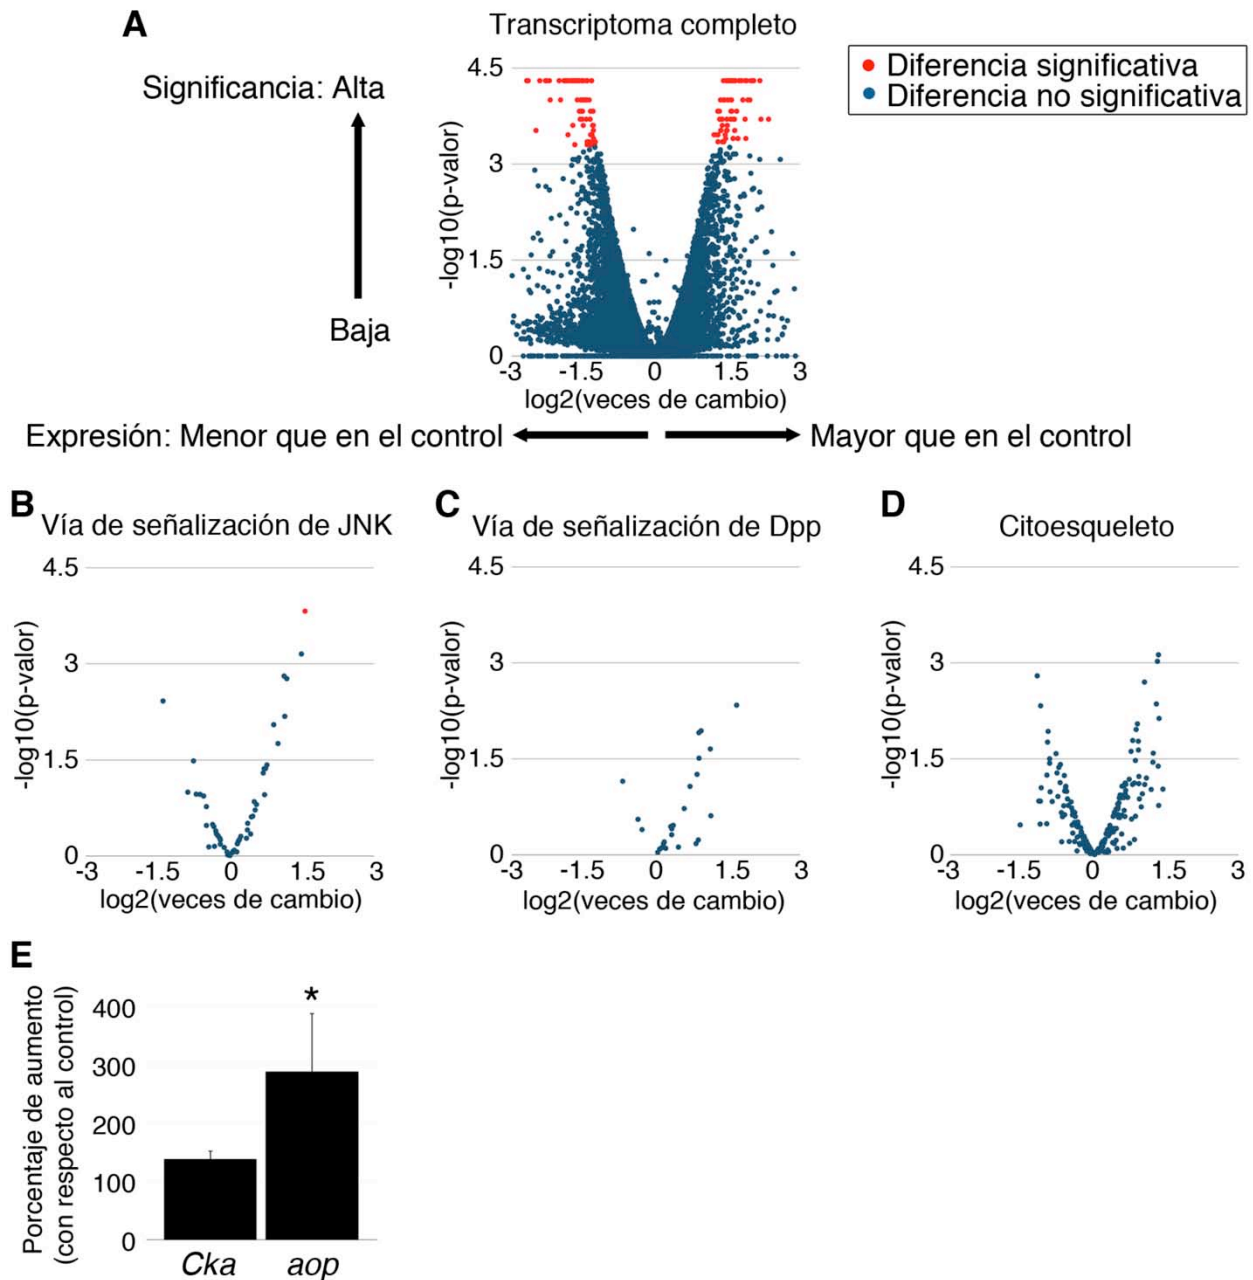 A
Transcriptoma completo
Significancia: Alta
Baja
Diferencia significativa
Diferencia no significativa
-log10(p-valor)
4.5
3
1.5
0
-3 -1.5 0 1.5 3
log2(veces de cambio)
Expresión: Menor que en el control
Mayor que en el control
B
Vía de señalización de JNK
-log10(p-valor)
4.5
3
1.5
0
-3 -1.5 0 1.5 3
log2(veces de cambio)
C
Vía de señalización de Dpp
-log10(p-valor)
4.5
3
1.5
0
-3 -1.5 0 1.5 3
log2(veces de cambio)
D
Citoesqueleto
-log10(p-valor)
4.5
3
1.5
0
-3 -1.5 0 1.5 3
log2(veces de cambio)
E
Porcentaje de aumento
(con respecto al control)
400
300
200
100
0
*
Cka aop